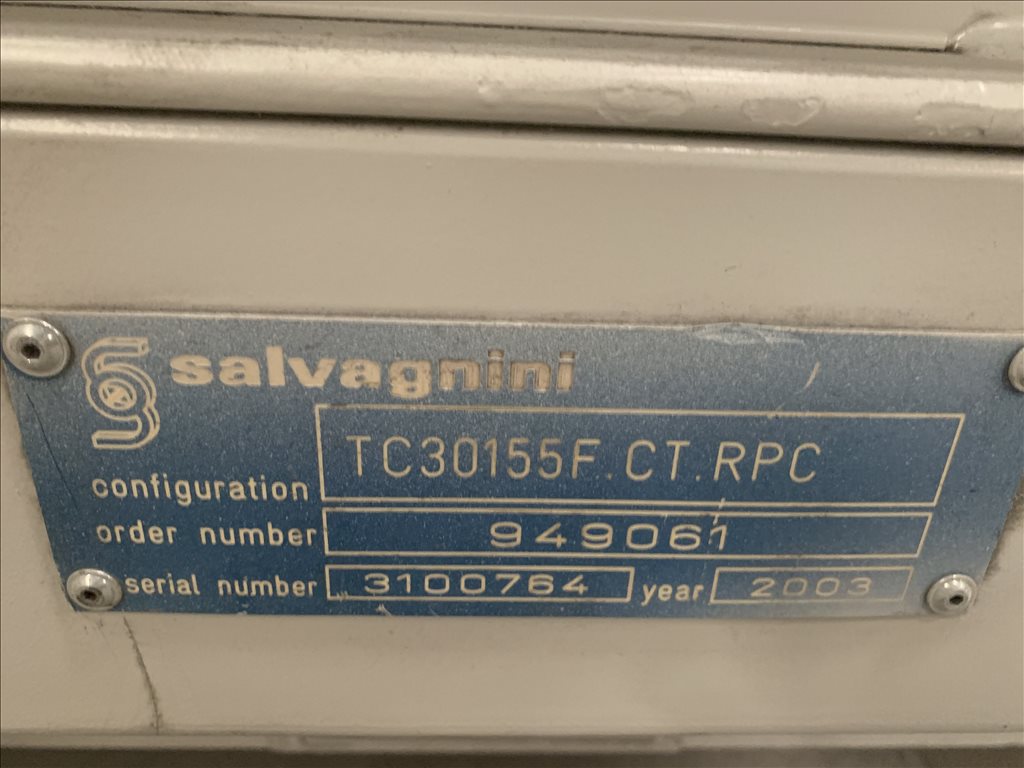 salvagnini
configuration TC30155F.CT.RPC
order number 949061
serial number 3100764 year 2003